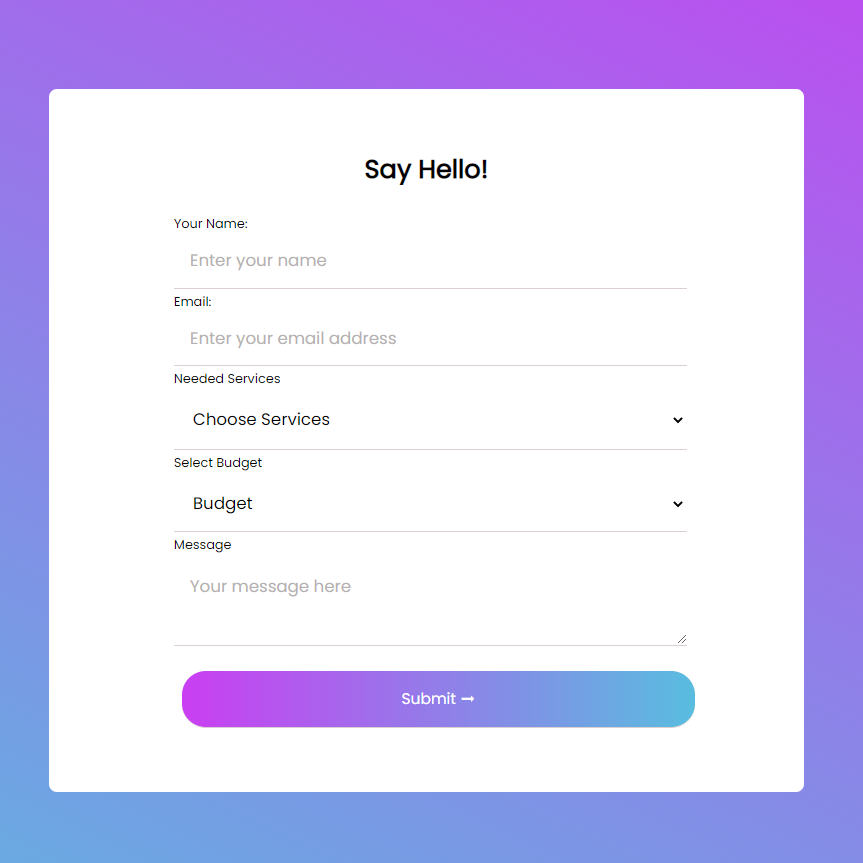 Say Hello!
Your Name:
Enter your name
Email:
Enter your email address
Needed Services
Choose Services
Select Budget
Budget
Message
Your message here
Submit ➞